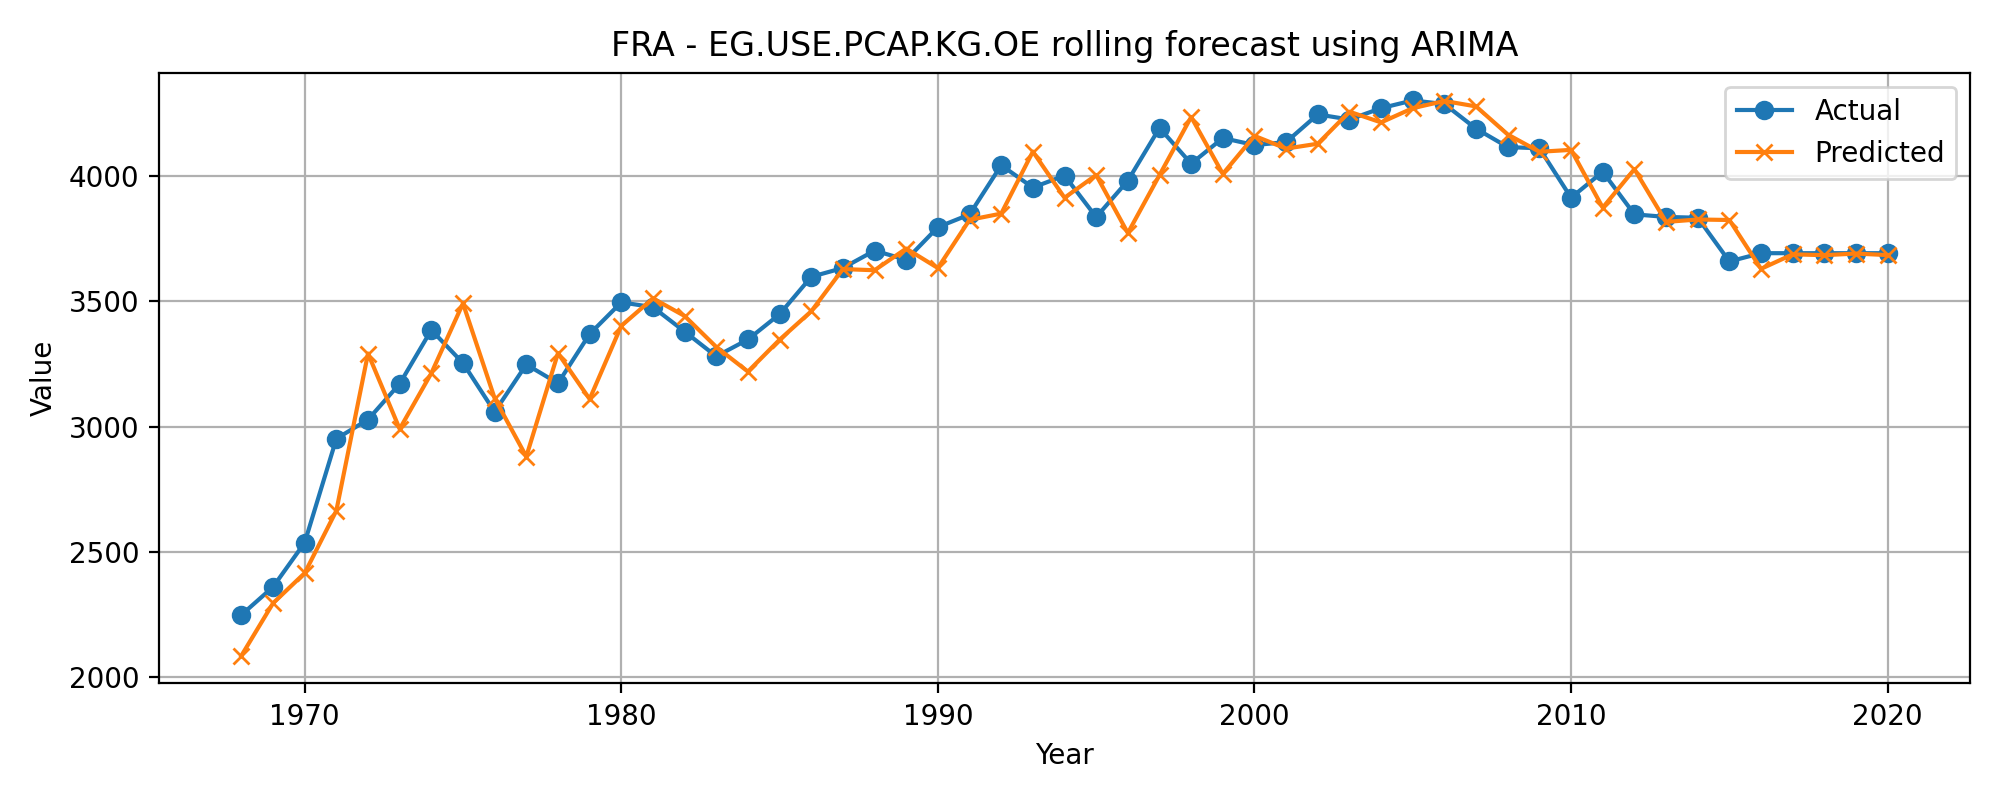 FRA - EG.USE.PCAP.KG.OE rolling forecast using ARIMA
Actual
Predicted
Value
4000
3500
3000
2500
2000
1970 1980 1990 2000 2010 2020
Year